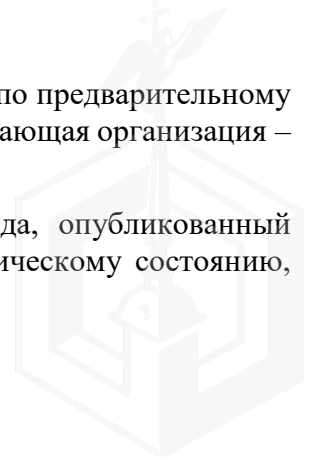 по предварительному
ающая организация –
да, опубликованный
ическому состоянию,